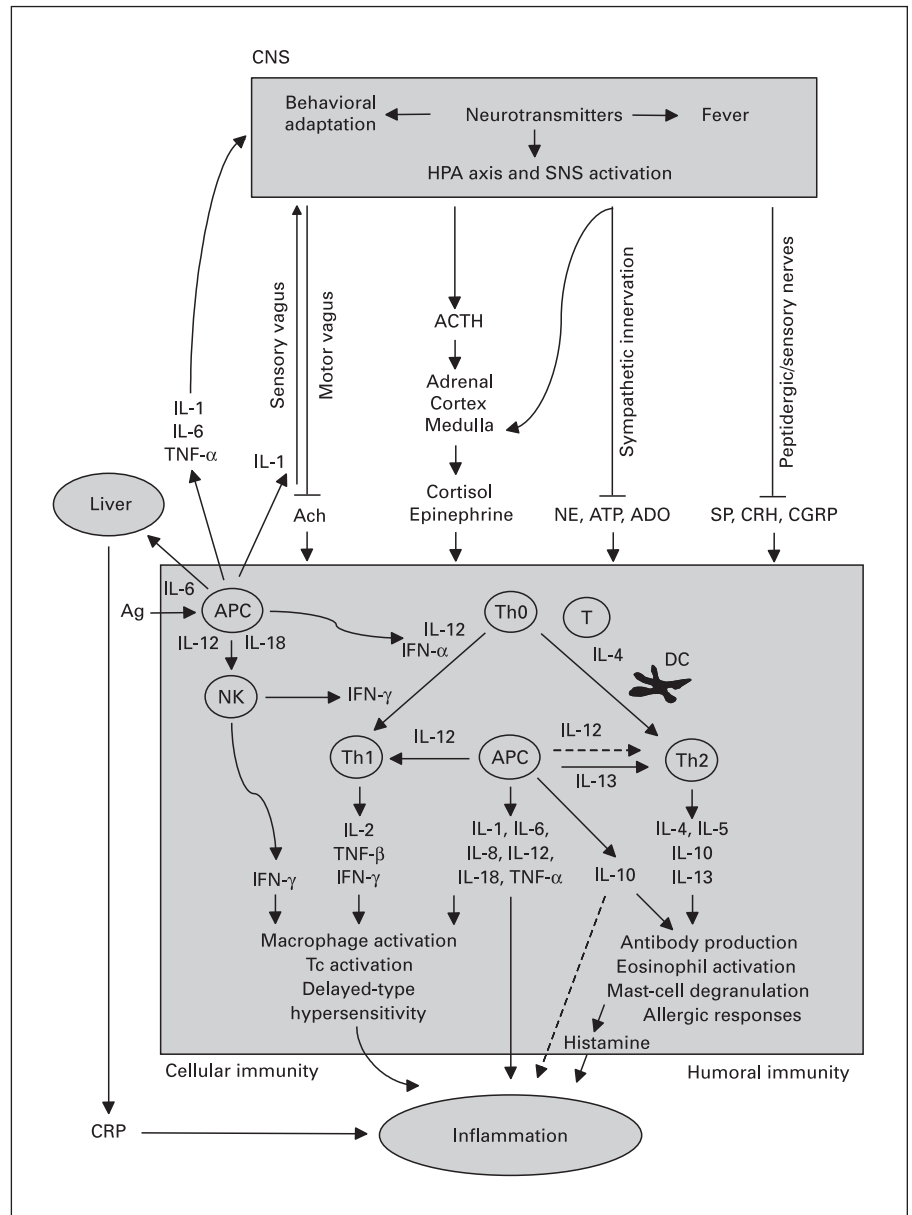 CNS
Behavioral
adaptation
Neurotransmitters
Fever
HPA axis and SNS activation
Sensory vagus
Motor vagus
Sympathetic innervation
Peptidergic/sensory nerves
ACTH
Adrenal
Cortex
Medulla
Cortisol
Epinephrine
IL-1
IL-6
TNF-α
IL-1
Liver
Ach
NE, ATP, ADO
SP, CRH, CGRP
IL-6
Ag
APC
IL-12
IL-18
IL-12
IFN-α
Th0
T
IL-4
DC
NK
IFN-γ
Th1
IL-12
APC
IL-12
IL-13
Th2
IL-2
TNF-β
IFN-γ
IL-1, IL-6,
IL-8, IL-12,
IL-18, TNF-α
IL-10
IL-4, IL-5
IL-10
IL-13
IFN-γ
Macrophage activation
Tc activation
Delayed-type
hypersensitivity
Antibody production
Eosinophil activation
Mast-cell degranulation
Allergic responses
Histamine
Cellular immunity
Humoral immunity
CRP
Inflammation